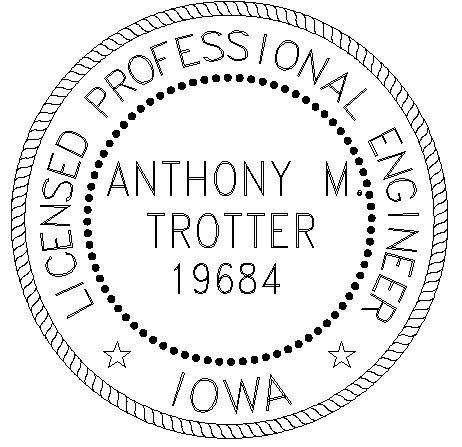 LICENSED PROFESSIONAL ENGINEER
ANTHONY M.
TROTTER
19684
IOWA